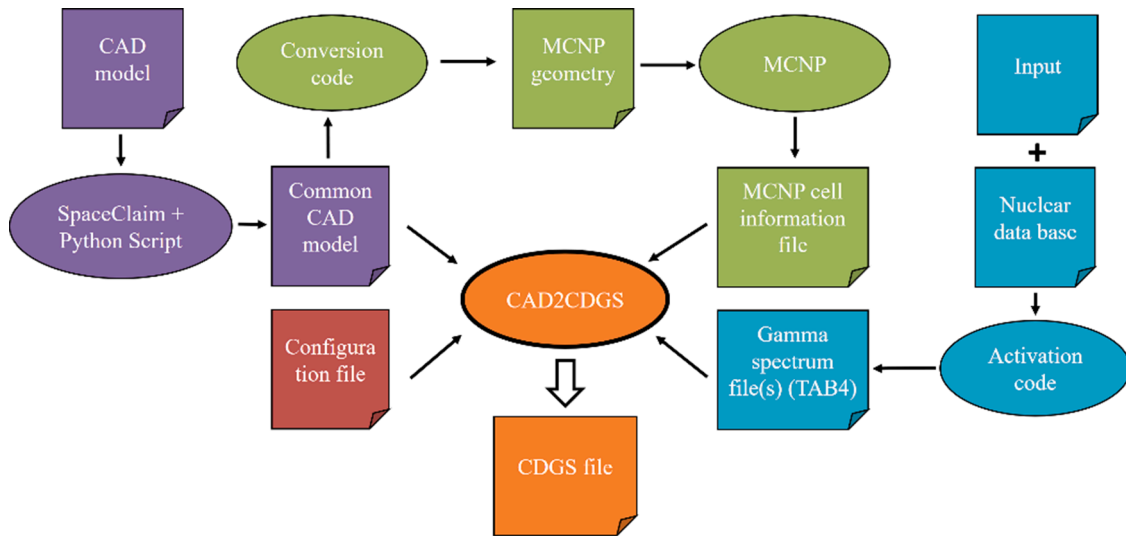 CAD
model
Conversion
code
MCNP
geometry
MCNP
Input
+
SpaceClaim +
Python Script
Common
CAD
model
MCNP cell
information
file
Nuclear
data base
CAD2CDGS
Configura
tion file
Gamma
spectrum
file(s) (TAB4)
Activation
code
CDGS file